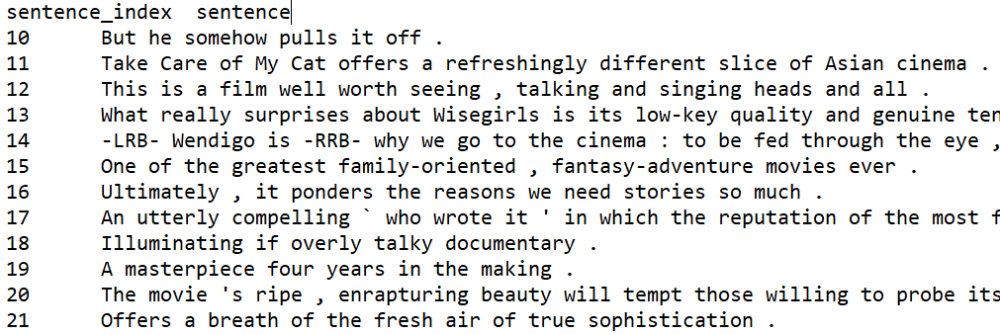 sentence_index sentence
10 But he somehow pulls it off .
11 Take Care of My Cat offers a refreshingly different slice of Asian cinema .
12 This is a film well worth seeing , talking and singing heads and all .
13 What really surprises about Wisegirls is its low-key quality and genuine ten
14 -LRB- Wendigo is -RRB- why we go to the cinema : to be fed through the eye ,
15 One of the greatest family-oriented , fantasy-adventure movies ever .
16 Ultimately , it ponders the reasons we need stories so much .
17 An utterly compelling ` who wrote it ' in which the reputation of the most f
18 Illuminating if overly talky documentary .
19 A masterpiece four years in the making .
20 The movie 's ripe , enrapturing beauty will tempt those willing to probe its
21 Offers a breath of the fresh air of true sophistication .